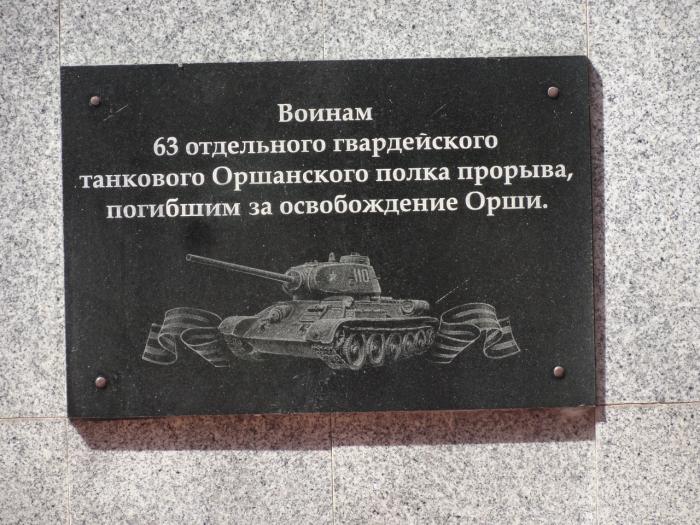 Воинам
63 отдельного гвардейского
танкового Оршанского полка прорыва,
погибшим за освобождение Орши.
110